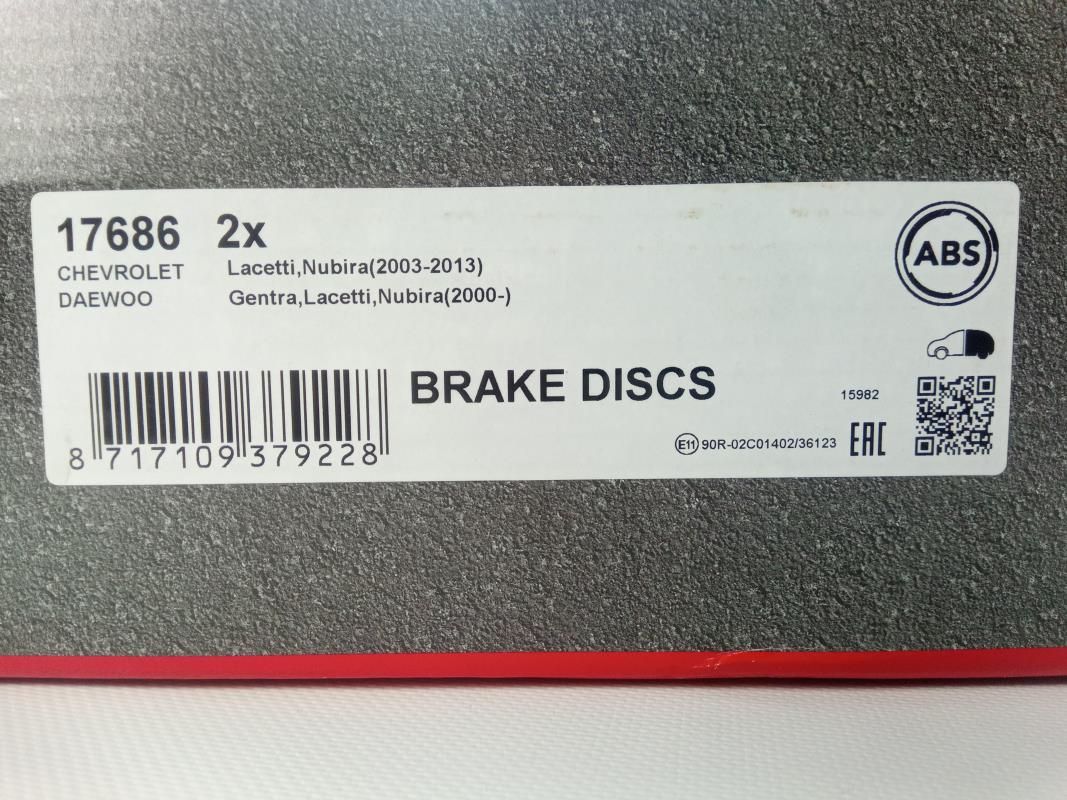 17686 2x
CHEVROLET Lacetti,Nubira(2003-2013)
DAEWOO Gentra,Lacetti,Nubira(2000-)
ABS
BRAKE DISCS
15982
E11 90R-02C01402/36123 EAC
8 717109 379228